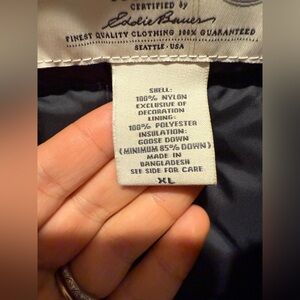 CERTIFIED BY
Eddie Bauer
FINEST QUALITY CLOTHING 100% GUARANTEED
SEATTLE · USA
SHELL:
100% NYLON
EXCLUSIVE OF
DECORATION
LINING:
100% POLYESTER
INSULATION:
GOOSE DOWN
(MINIMUM 85% DOWN)
MADE IN
BANGLADESH
SEE SIDE FOR CARE
XL